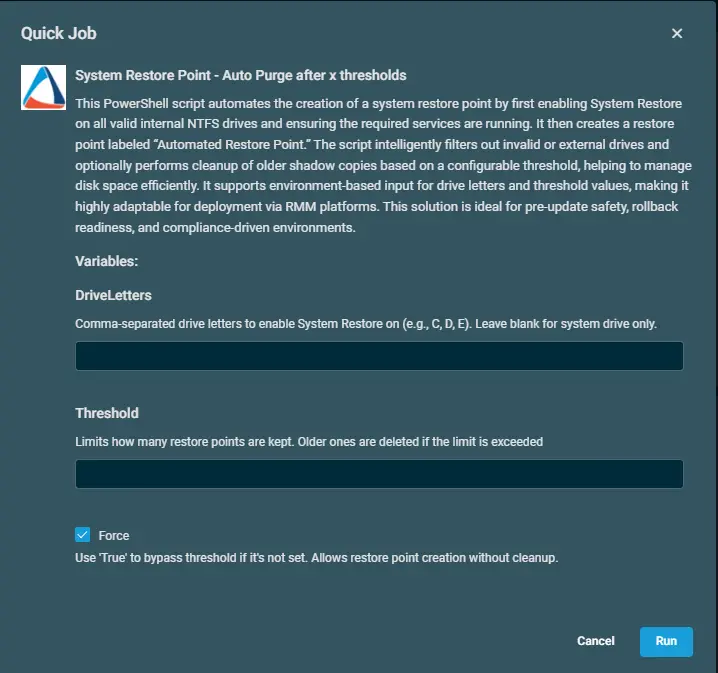 Quick Job
System Restore Point - Auto Purge after x thresholds
This PowerShell script automates the creation of a system restore point by first enabling System Restore
on all valid internal NTFS drives and ensuring the required services are running. It then creates a restore
point labeled “Automated Restore Point.” The script intelligently filters out invalid or external drives and
optionally performs cleanup of older shadow copies based on a configurable threshold, helping to manage
disk space efficiently. It supports environment-based input for drive letters and threshold values, making it
highly adaptable for deployment via RMM platforms. This solution is ideal for pre-update safety, rollback
readiness, and compliance-driven environments.
Variables:
DriveLetters
Comma-separated drive letters to enable System Restore on (e.g., C, D, E). Leave blank for system drive only.
Threshold
Limits how many restore points are kept. Older ones are deleted if the limit is exceeded
Force
Use 'True' to bypass threshold if it's not set. Allows restore point creation without cleanup.
Cancel
Run